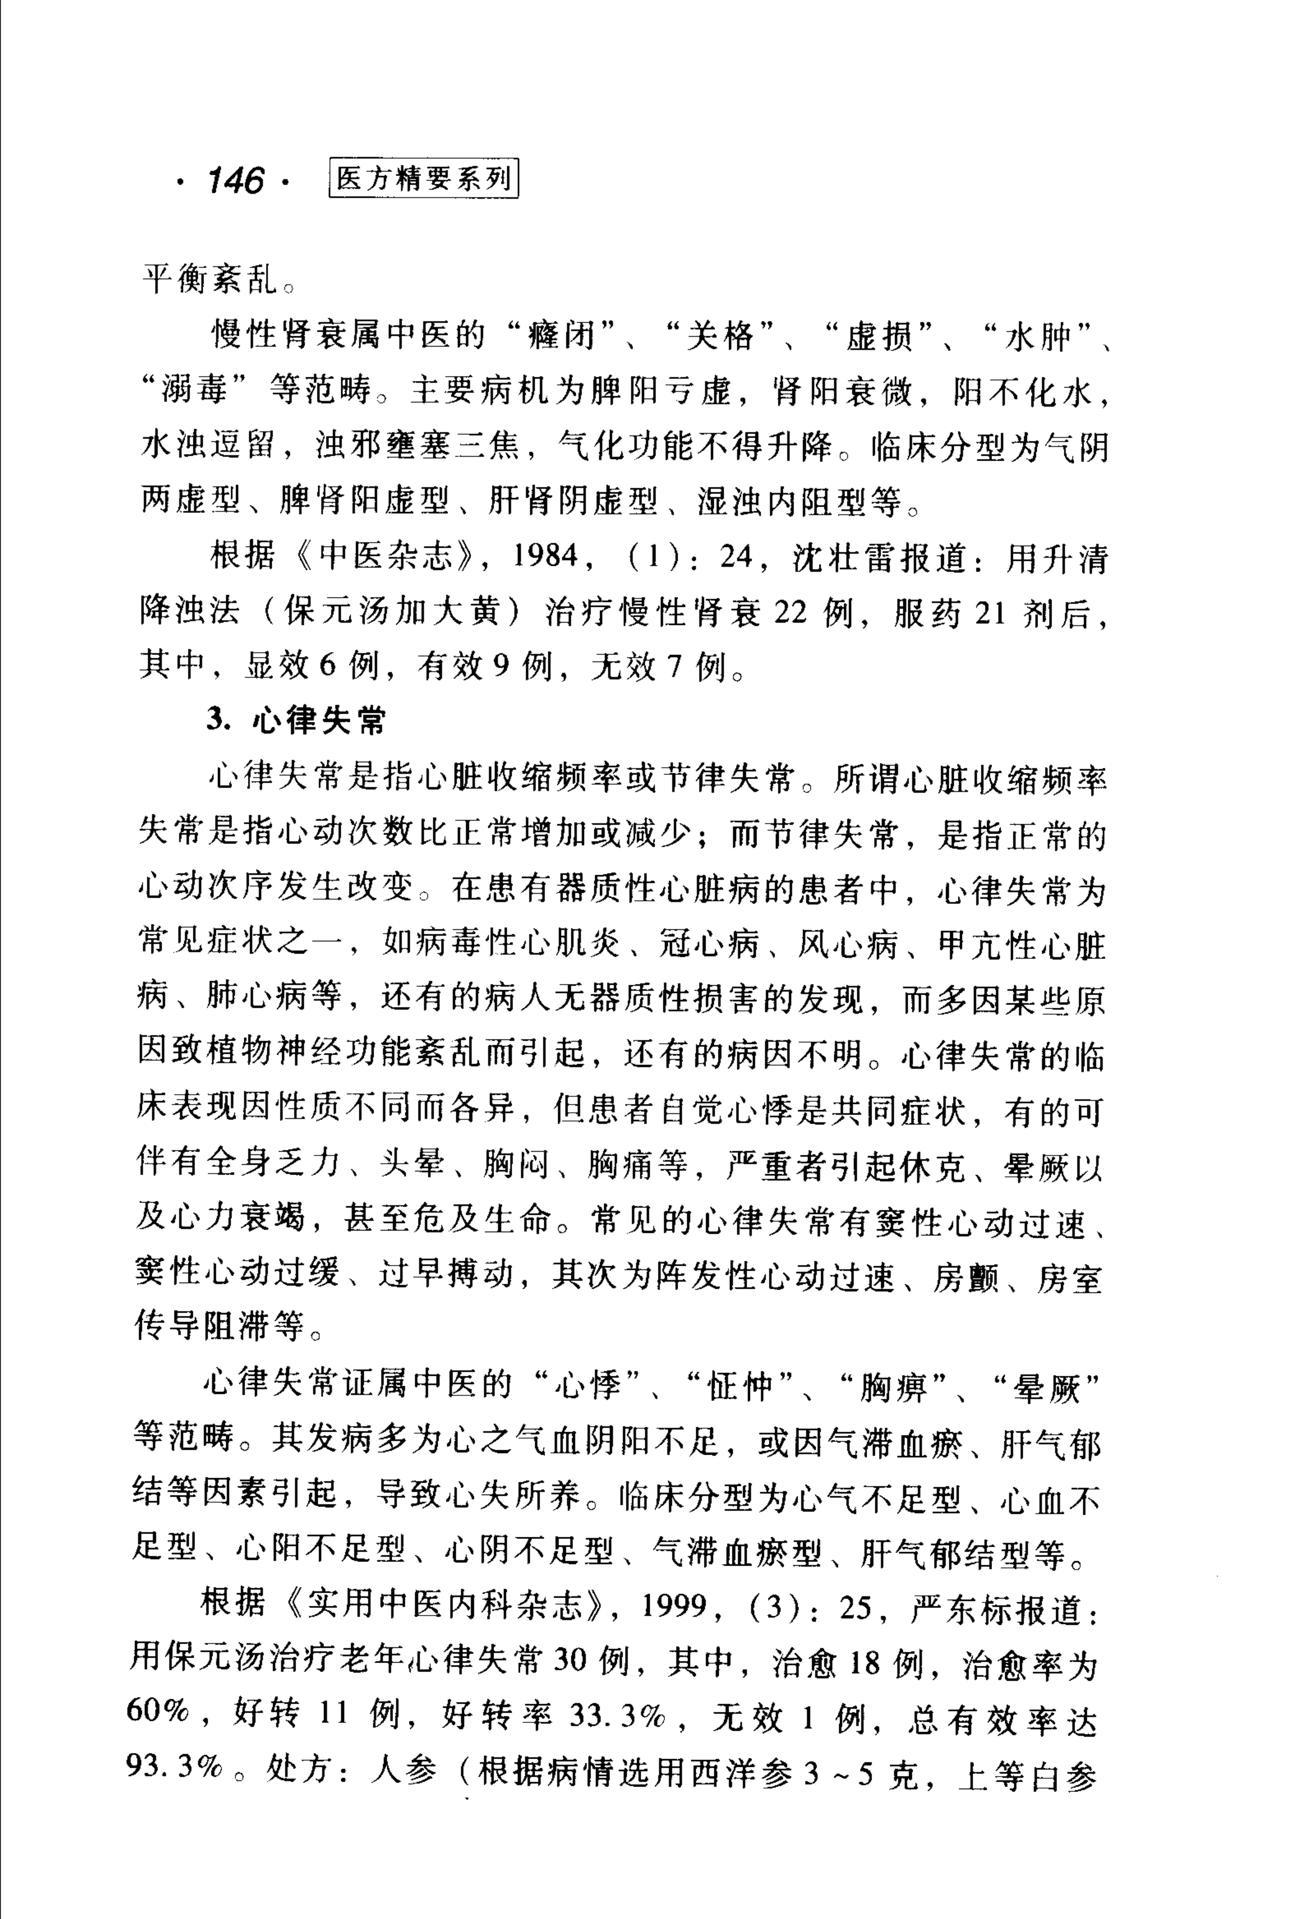 ·146· 医方精要系列
平衡紊乱。
慢性肾衰属中医的“癃闭”、“关格”、“虚损”、“水肿”、
“溺毒”等范畴。主要病机为脾阳亏虚，肾阳衰微，阳不化水，
水浊逗留，浊邪壅塞三焦，气化功能不得升降。临床分型为气阴
两虚型、脾肾阳虚型、肝肾阴虚型、湿浊内阻型等。
根据《中医杂志》，1984，（1）：24，沈壮雷报道：用升清
降浊法（保元汤加大黄）治疗慢性肾衰22例，服药21剂后，
其中，显效6例，有效9例，无效7例。
3. 心律失常
心律失常是指心脏收缩频率或节律失常。所谓心脏收缩频率
失常是指心动次数比正常增加或减少；而节律失常，是指正常的
心动次序发生改变。在患有器质性心脏病的患者中，心律失常为
常见症状之一，如病毒性心肌炎、冠心病、风心病、甲亢性心脏
病、肺心病等，还有的病人无器质性损害的发现，而多因某些原
因致植物神经功能紊乱而引起，还有的病因不明。心律失常的临
床表现因性质不同而各异，但患者自觉心悸是共同症状，有的可
伴有全身乏力、头晕、胸闷、胸痛等，严重者引起休克、晕厥以
及心力衰竭，甚至危及生命。常见的心律失常有窦性心动过速、
窦性心动过缓、过早搏动，其次为阵发性心动过速、房颤、房室
传导阻滞等。
心律失常证属中医的“心悸”、“怔忡”、“胸痹”、“晕厥”
等范畴。其发病多为心之气血阴阳不足，或因气滞血瘀、肝气郁
结等因素引起，导致心失所养。临床分型为心气不足型、心血不
足型、心阳不足型、心阴不足型、气滞血瘀型、肝气郁结型等。
根据《实用中医内科杂志》，1999，（3）：25，严东标报道：
用保元汤治疗老年心律失常30例，其中，治愈18例，治愈率为
60%，好转11例，好转率33.3%，无效1例，总有效率达
93.3%。处方：人参（根据病情选用西洋参3～5克，上等白参